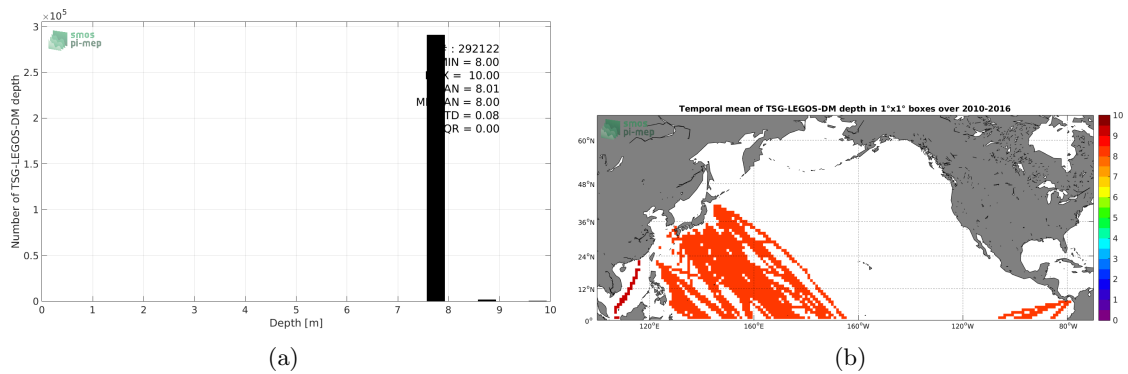 ×10⁵
3
2.5
2
1.5
1
0.5
0
Number of TSG-LEGOS-DM depth
smos
pi-mep
: 292122
= 8.00
= 10.00
= 8.01
= 8.00
= 0.08
= 0.00
0 1 2 3 4 5 6 7 8 9 10
Depth [m]
(a)
Temporal mean of TSG-LEGOS-DM depth in 1°x1° boxes over 2010-2016
smos
pi-mep
60°N
48°N
36°N
24°N
12°N
0°
120°E 160°E 160°W 120°W 80°W
10
9
8
7
6
5
4
3
2
1
0
(b)